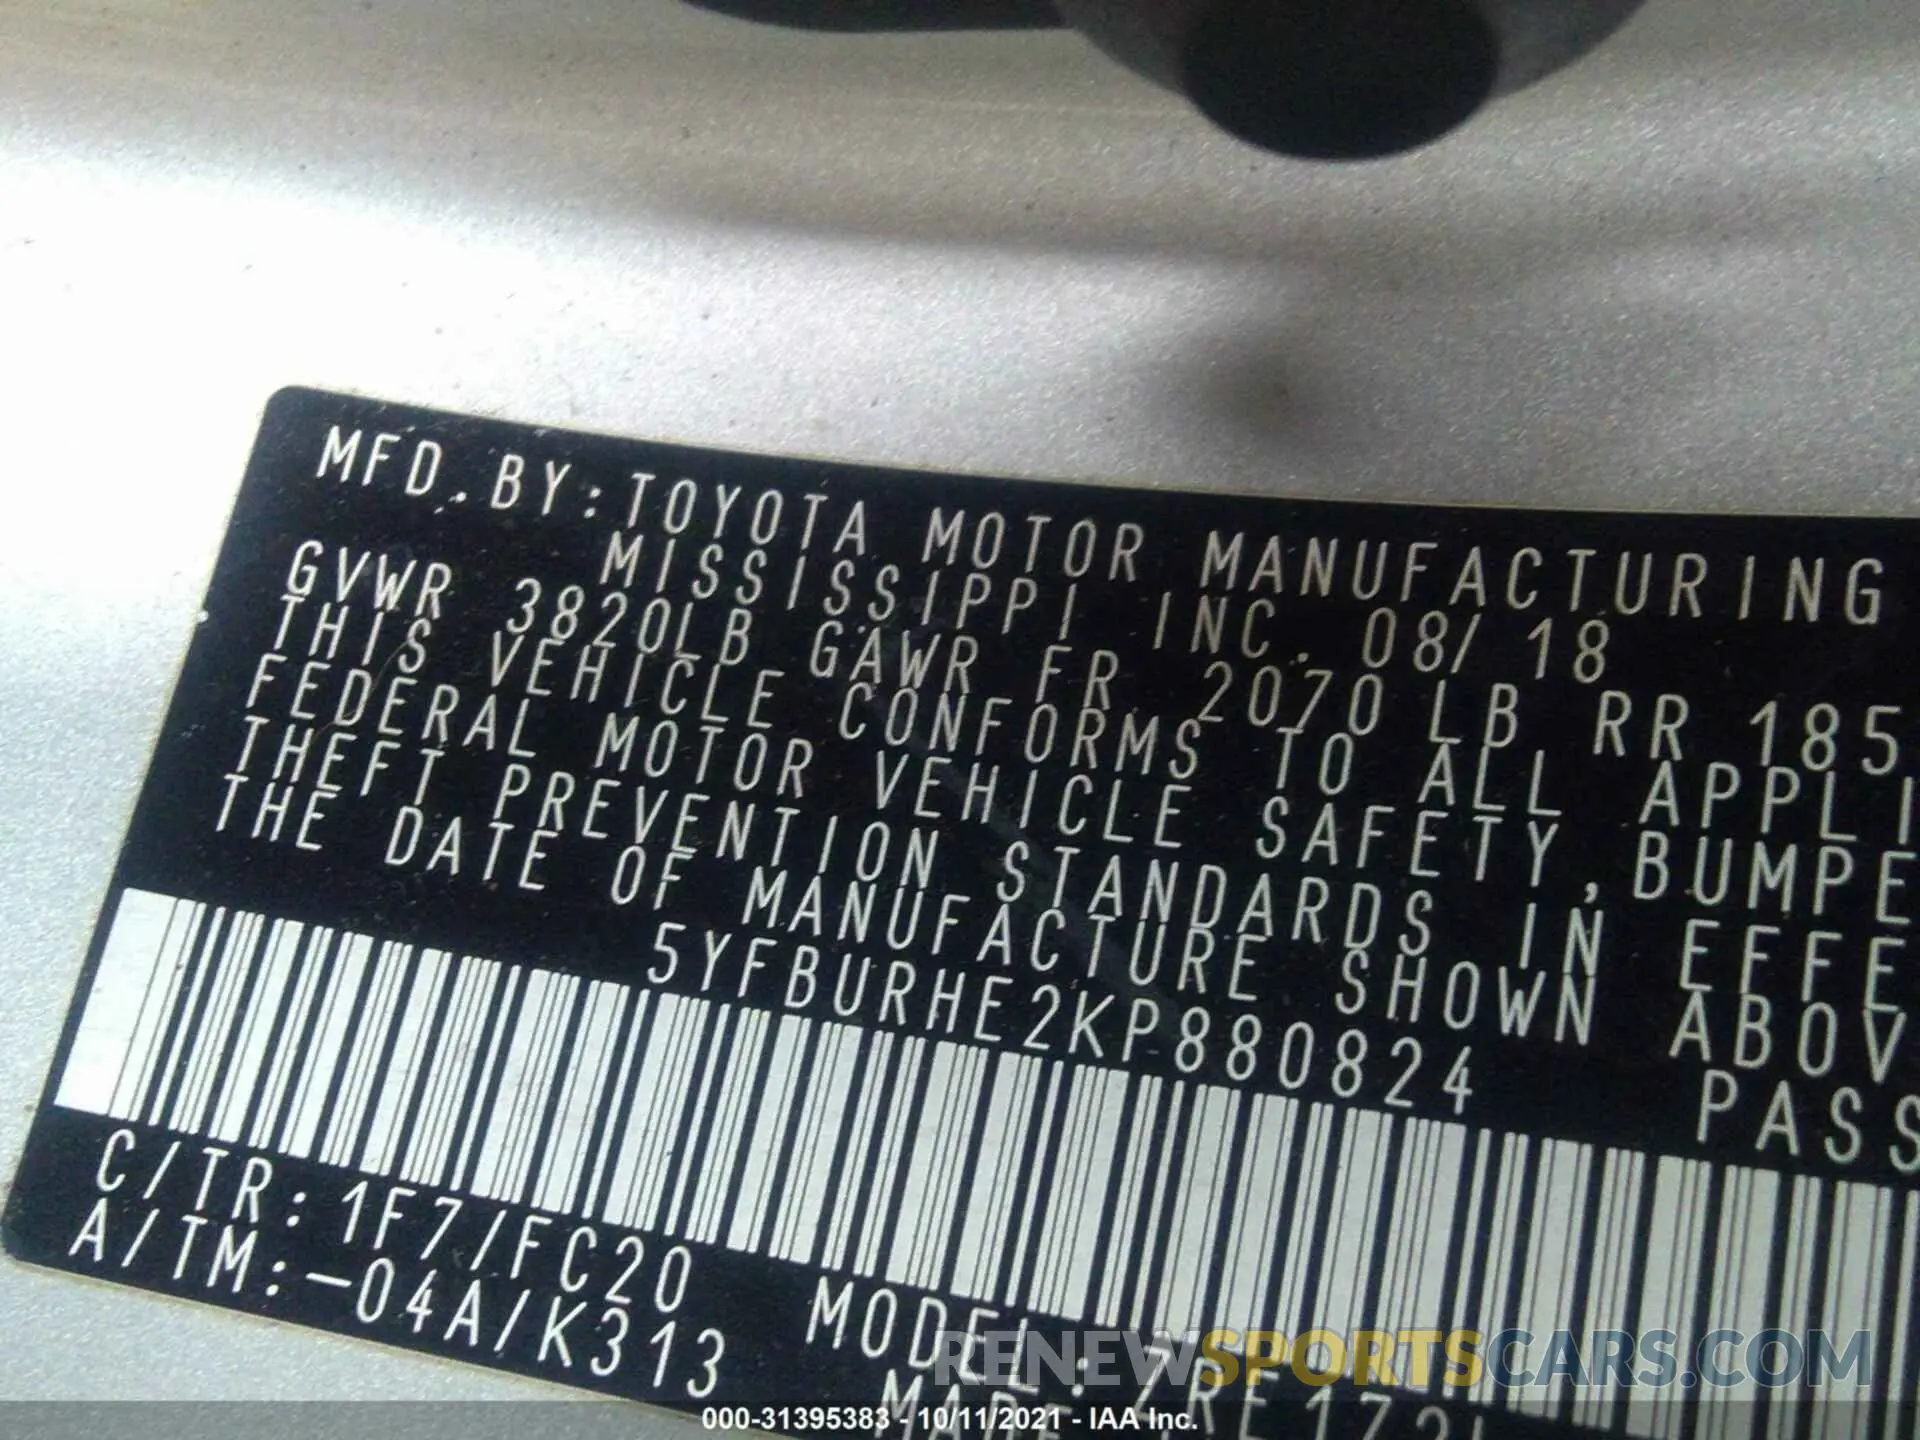 MFD.BY:TOYOTA MOTOR MANUFACTURING
MISSISSIPPI INC. 08/ 18
GVWR 3820LB GAWR FR 2070LB RR 185
THIS VEHICLE CONFORMS TO ALL APPLI
FEDERAL MOTOR VEHICLE SAFETY,BUMPE
THEFT PREVENTION STANDARDS IN EFFE
THE DATE OF MANUFACTURE SHOWN ABOV
5YFBURHE2KP880824 PASS
C/TR:1F7/FC20 MODEL:ZRE172L
A/TM:-04A/K313
RENEWSPORTSCARS.COM
000-31395383 - 10/11/2021 - IAA Inc.